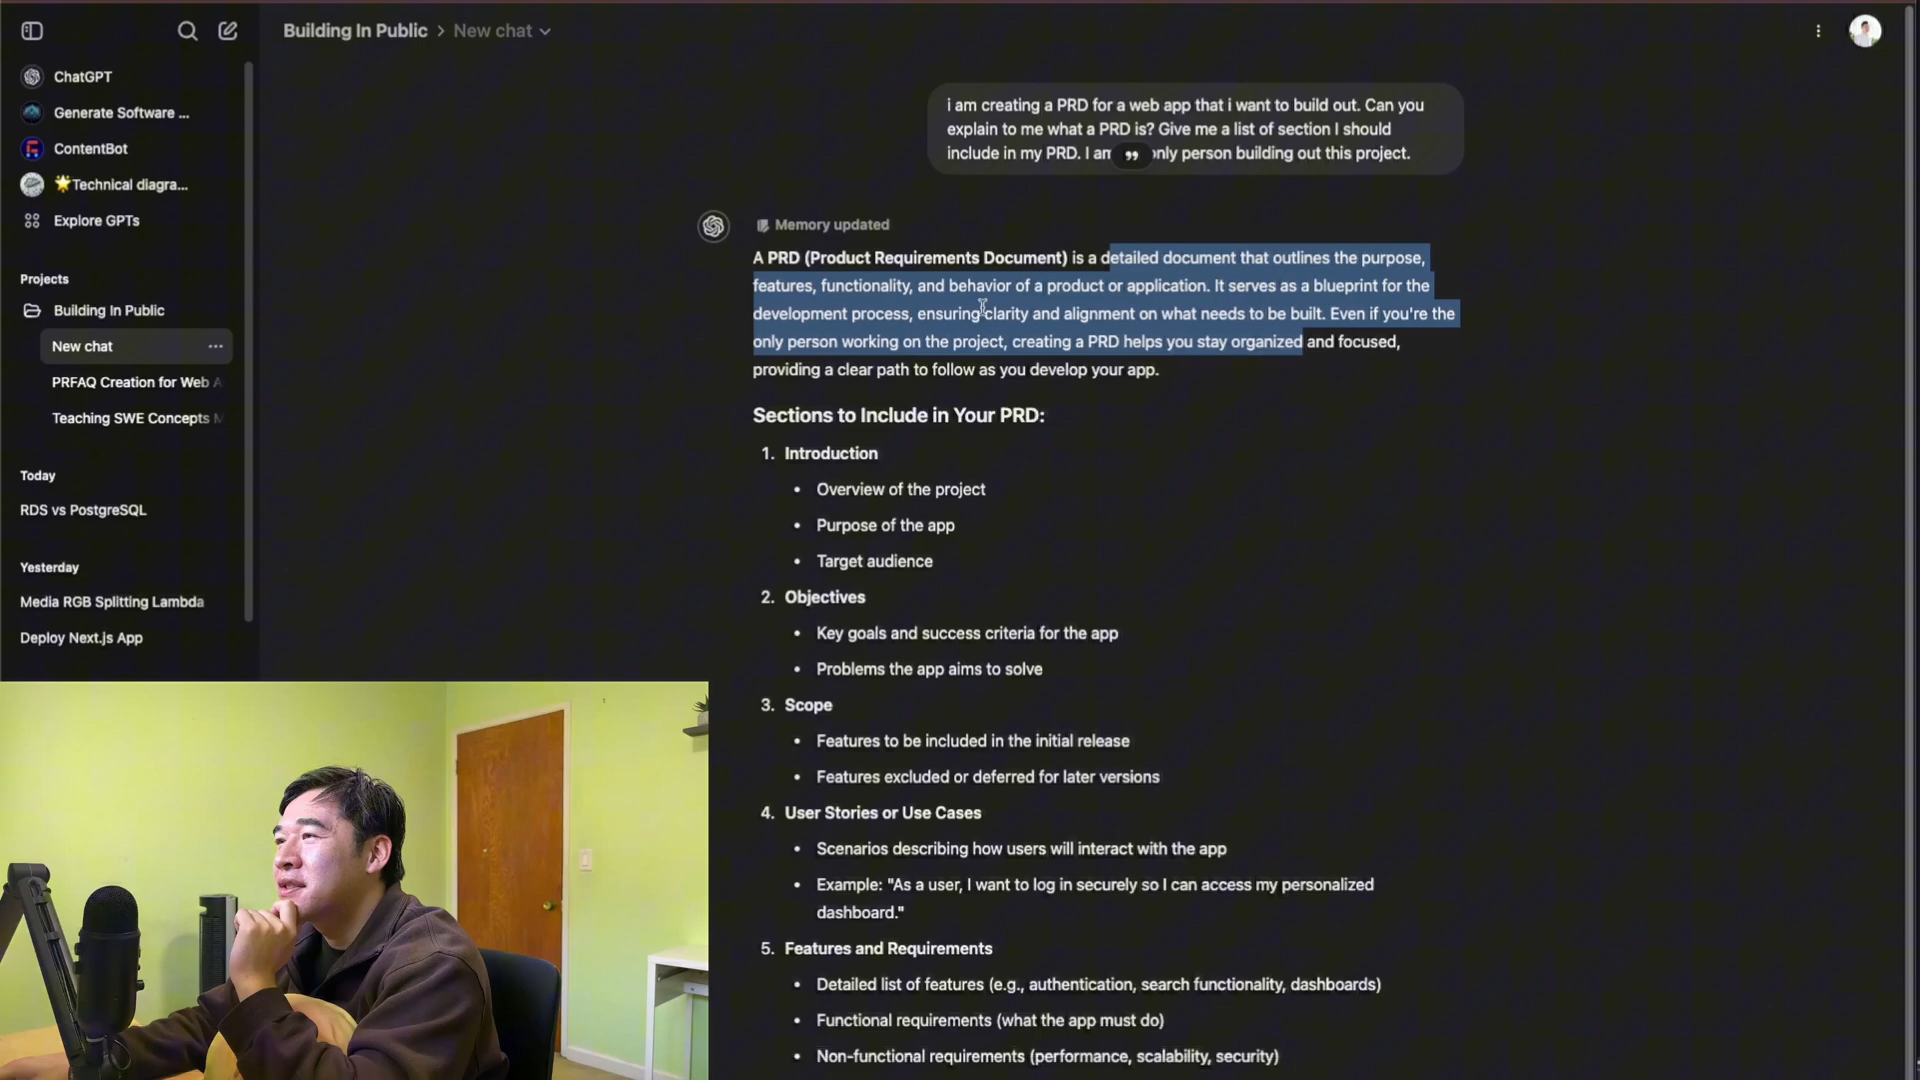 Building In Public > New chat
ChatGPT
Generate Software ...
ContentBot
🌟Technical diagra...
Explore GPTs
Projects
Building In Public
New chat
PRFAQ Creation for Web A
Teaching SWE Concepts M
Today
RDS vs PostgreSQL
Yesterday
Media RGB Splitting Lambda
Deploy Next.js App
i am creating a PRD for a web app that i want to build out. Can you
explain to me what a PRD is? Give me a list of section I should
include in my PRD. I am only person building out this project.
Memory updated
A PRD (Product Requirements Document) is a detailed document that outlines the purpose,
features, functionality, and behavior of a product or application. It serves as a blueprint for the
development process, ensuring clarity and alignment on what needs to be built. Even if you're the
only person working on the project, creating a PRD helps you stay organized and focused,
providing a clear path to follow as you develop your app.
Sections to Include in Your PRD:
1. Introduction
• Overview of the project
• Purpose of the app
• Target audience
2. Objectives
• Key goals and success criteria for the app
• Problems the app aims to solve
3. Scope
• Features to be included in the initial release
• Features excluded or deferred for later versions
4. User Stories or Use Cases
• Scenarios describing how users will interact with the app
• Example: "As a user, I want to log in securely so I can access my personalized
dashboard."
5. Features and Requirements
• Detailed list of features (e.g., authentication, search functionality, dashboards)
• Functional requirements (what the app must do)
• Non-functional requirements (performance, scalability, security)